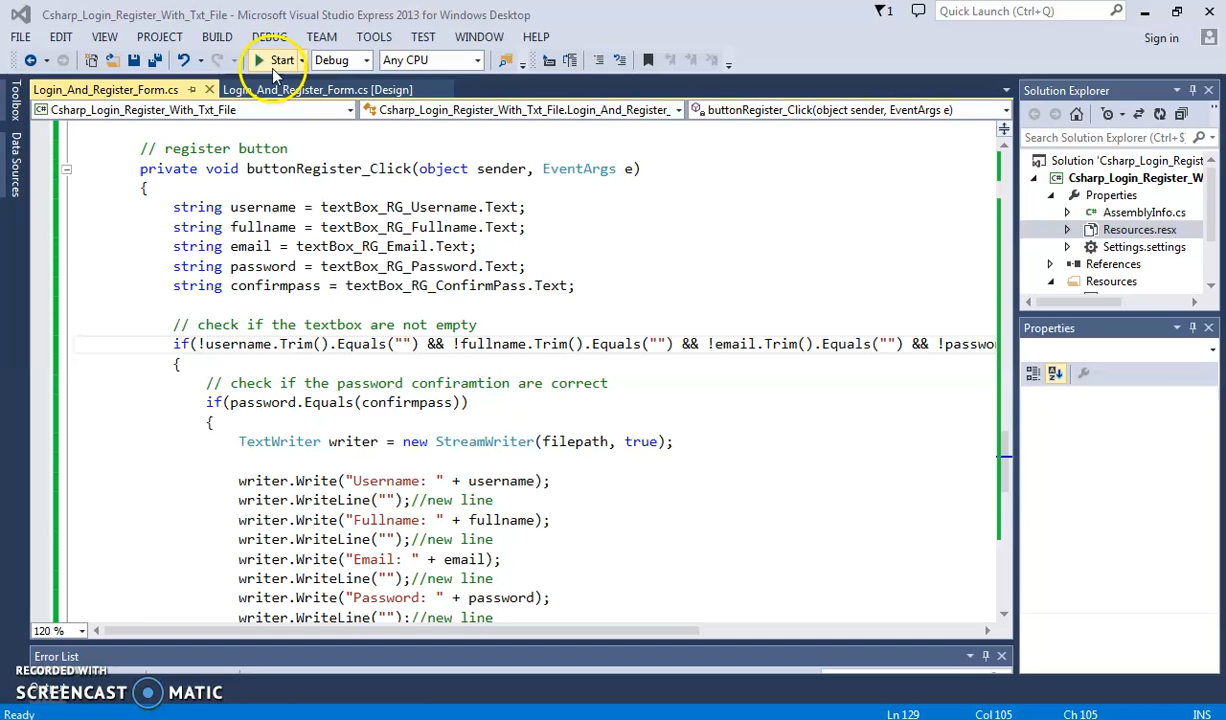 Csharp_Login_Register_With_Txt_File - Microsoft Visual Studio Express 2013 for Windows Desktop
1
Quick Launch (Ctrl+Q)
FILE EDIT VIEW PROJECT BUILD DEBUG TEAM TOOLS TEST WINDOW HELP
Sign in
Start Debug Any CPU
Login_And_Register_Form.cs Login_And_Register_Form.cs [Design]
Csharp_Login_Register_With_Txt_File Csharp_Login_Register_With_Txt_File.Login_And_Register_ buttonRegister_Click(object sender, EventArgs e)
Toolbox
Data Sources
// register button
private void buttonRegister_Click(object sender, EventArgs e)
{
string username = textBox_RG_Username.Text;
string fullname = textBox_RG_Fullname.Text;
string email = textBox_RG_Email.Text;
string password = textBox_RG_Password.Text;
string confirmpass = textBox_RG_ConfirmPass.Text;
// check if the textbox are not empty
if(!username.Trim().Equals("") && !fullname.Trim().Equals("") && !email.Trim().Equals("") && !passwo
{
// check if the password confiramtion are correct
if(password.Equals(confirmpass))
{
TextWriter writer = new StreamWriter(filepath, true);
writer.Write("Username: " + username);
writer.WriteLine("");//new line
writer.Write("Fullname: " + fullname);
writer.WriteLine("");//new line
writer.Write("Email: " + email);
writer.WriteLine("");//new line
writer.Write("Password: " + password);
writer.WriteLine("");//new line
120 %
Solution Explorer
Search Solution Explorer (Ctrl+$)
Solution 'Csharp_Login_Regist
Csharp_Login_Register_W
Properties
AssemblyInfo.cs
Resources.resx
Settings.settings
References
Resources
Properties
Error List
RECORDED WITH
SCREENCAST MATIC
Ready Ln 129 Col 105 Ch 105 INS